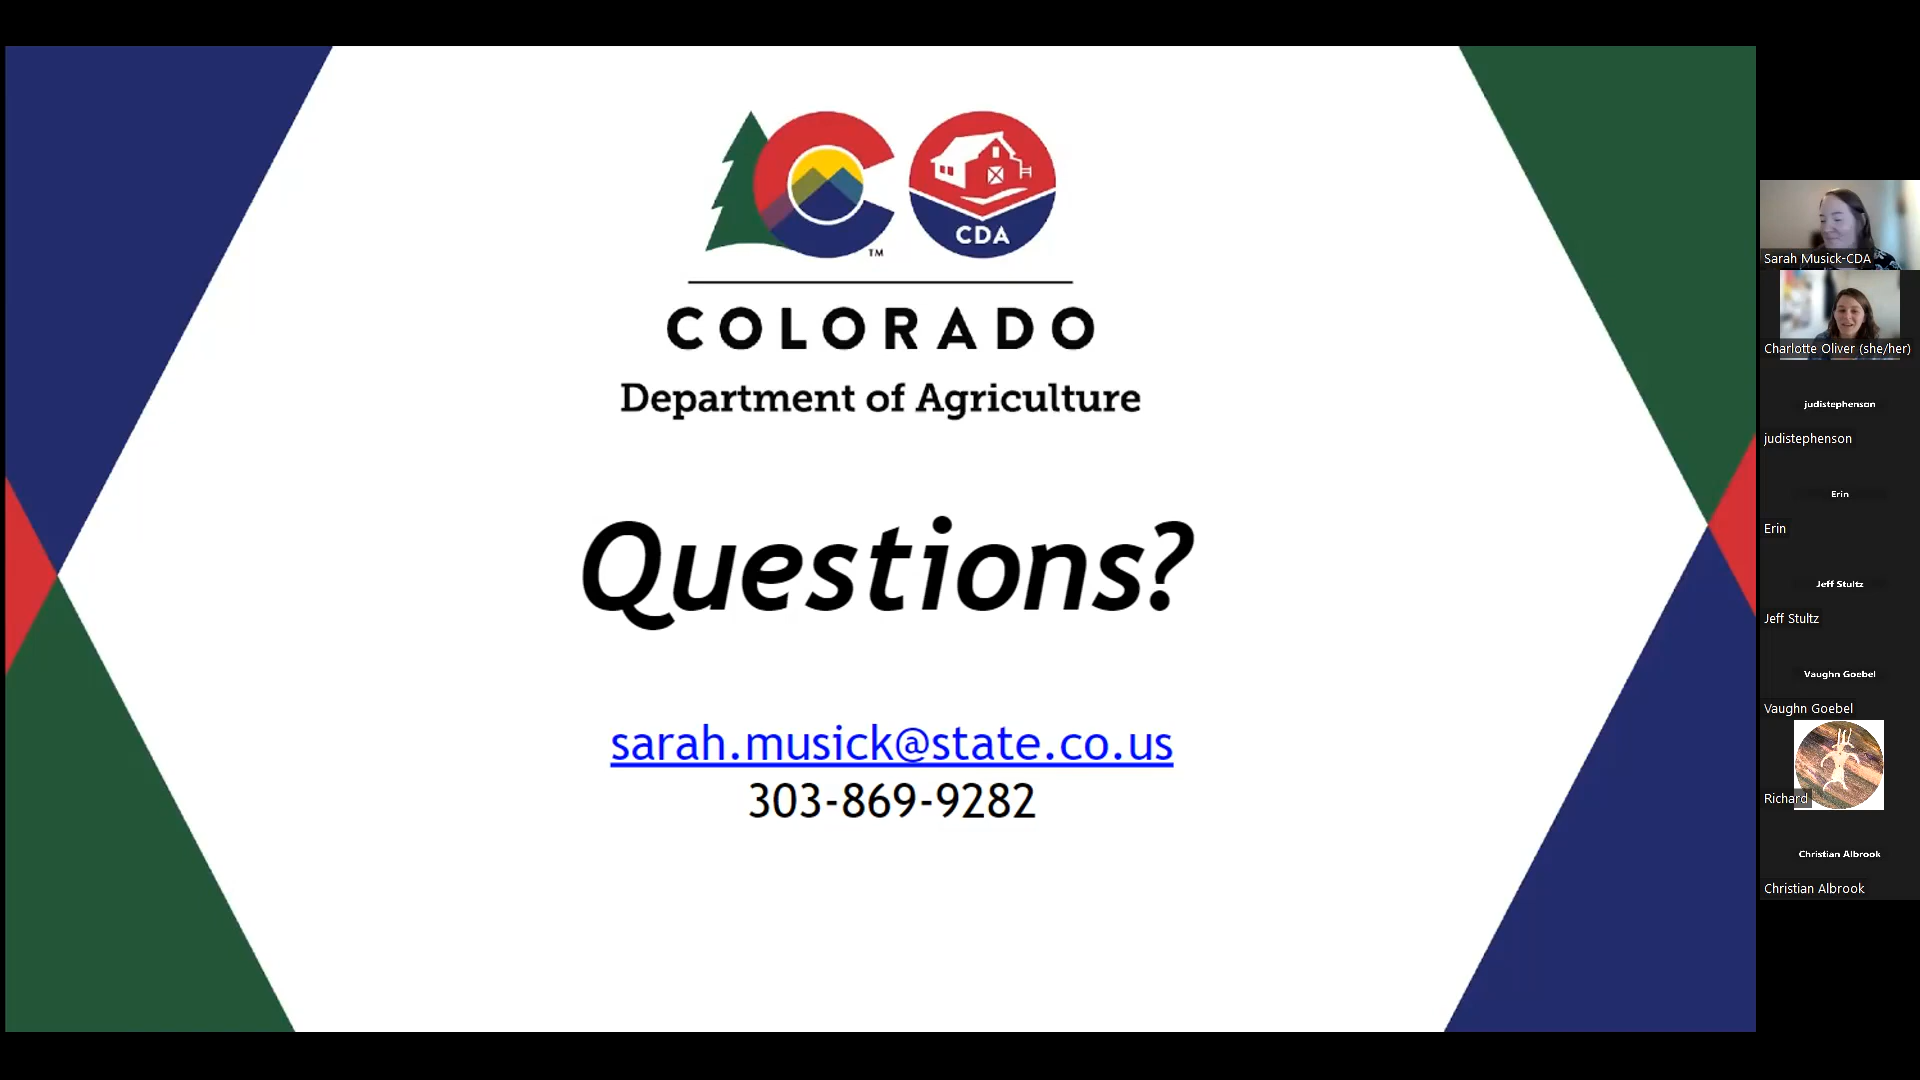 TM
CDA
COLORADO
Department of Agriculture
Questions?
sarah.musick@state.co.us
303-869-9282
Sarah Musick-CDA
Charlotte Oliver (she/her)
judistephenson
judistephenson
Erin
Erin
Jeff Stultz
Jeff Stultz
Vaughn Goebel
Vaughn Goebel
Richard
Christian Albrook
Christian Albrook